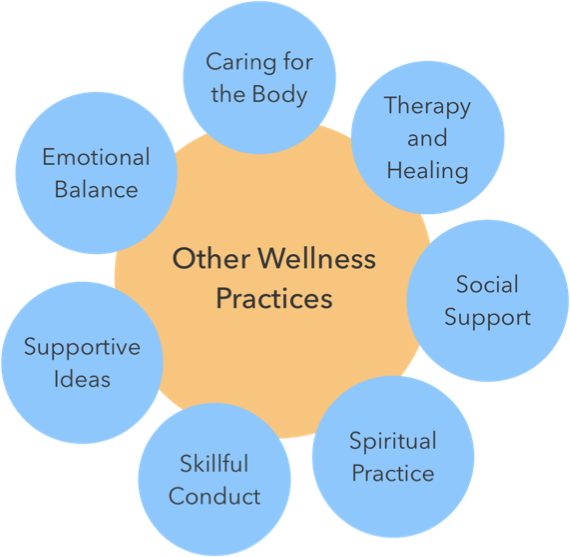 Other Wellness
Practices
Caring for
the Body
Therapy
and
Healing
Social
Support
Spiritual
Practice
Skillful
Conduct
Supportive
Ideas
Emotional
Balance